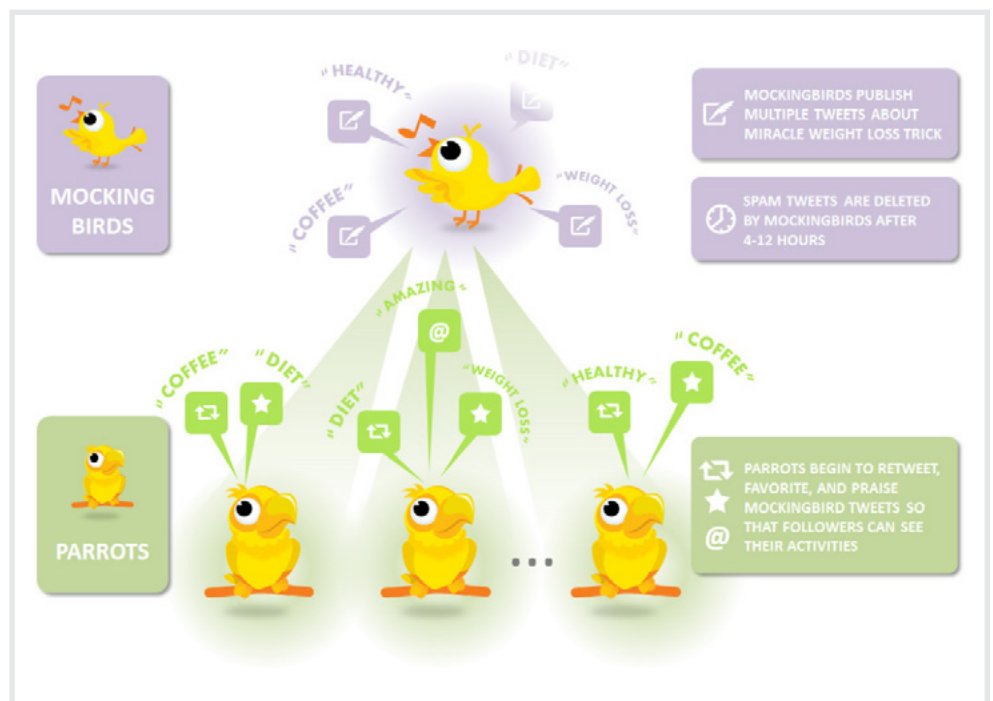 MOCKING
BIRDS
"HEALTHY"
"DIET"
"COFFEE"
"WEIGHT LOSS"
MOCKINGBIRDS PUBLISH
MULTIPLE TWEETS ABOUT
MIRACLE WEIGHT LOSS TRICK
SPAM TWEETS ARE DELETED
BY MOCKINGBIRDS AFTER
4-12 HOURS
"AMAZING"
@
"COFFEE"
"DIET"
"DIET"
"WEIGHT LOSS"
"HEALTHY"
"COFFEE"
PARROTS
...
PARROTS BEGIN TO RETWEET,
FAVORITE, AND PRAISE
MOCKINGBIRD TWEETS SO
THAT FOLLOWERS CAN SEE
THEIR ACTIVITIES
@